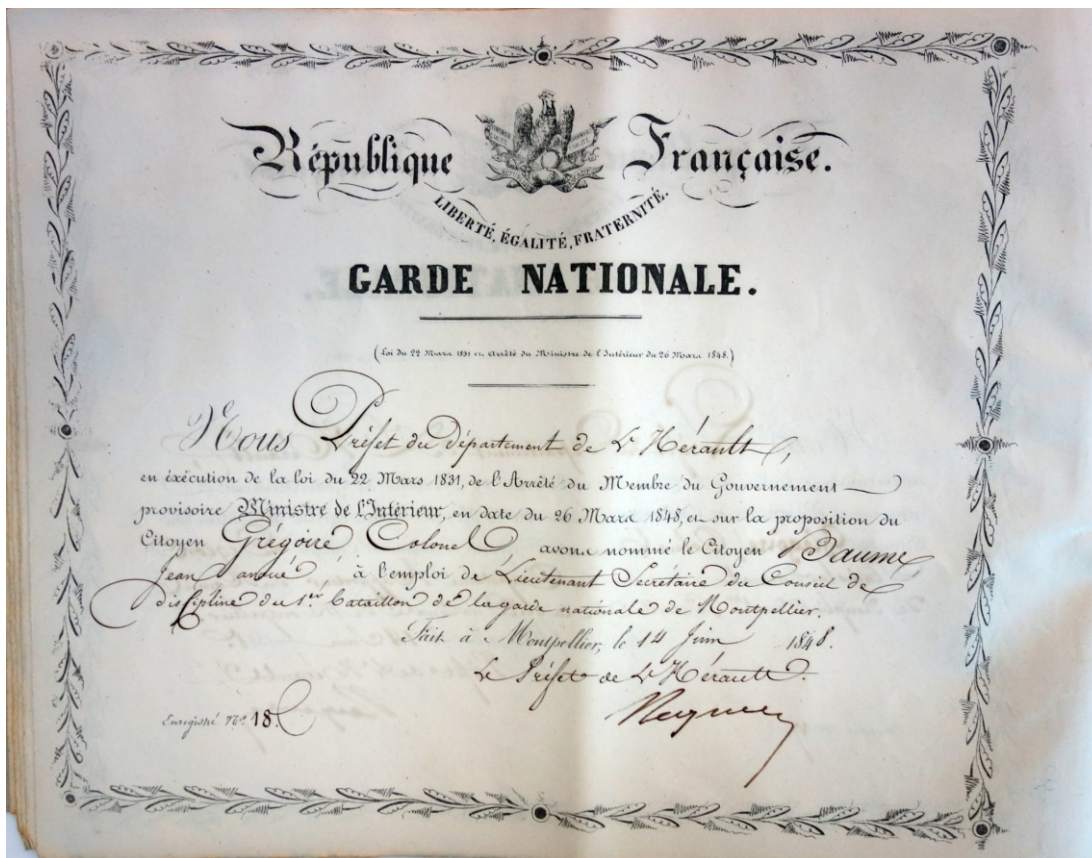 République Française.
LIBERTÉ, ÉGALITÉ, FRATERNITÉ.
GARDE NATIONALE.
(Loi du 22 Mars 1831 et Arrêté du Ministre de l'Intérieur du 26 Mars 1848.)
Nous Préfet du Département de L'Hérault,
en éxécution de la loi du 22 Mars 1831, de l'Arrêté du Membre du Gouvernement
provisoire Ministre de l'Intérieur, en date du 26 Mars 1848, et sur la proposition du
Citoyen Grégoire Colonel avons nommé le Citoyen Baume
Jean, à l'emploi de Lieutenant Secrétaire du Conseil de
discipline du 1er bataillon de la garde nationale de Montpellier.
Fait à Montpellier, le 14 Juin 1848.
Le Préfet de L'Hérault.
Enregistré N° 18